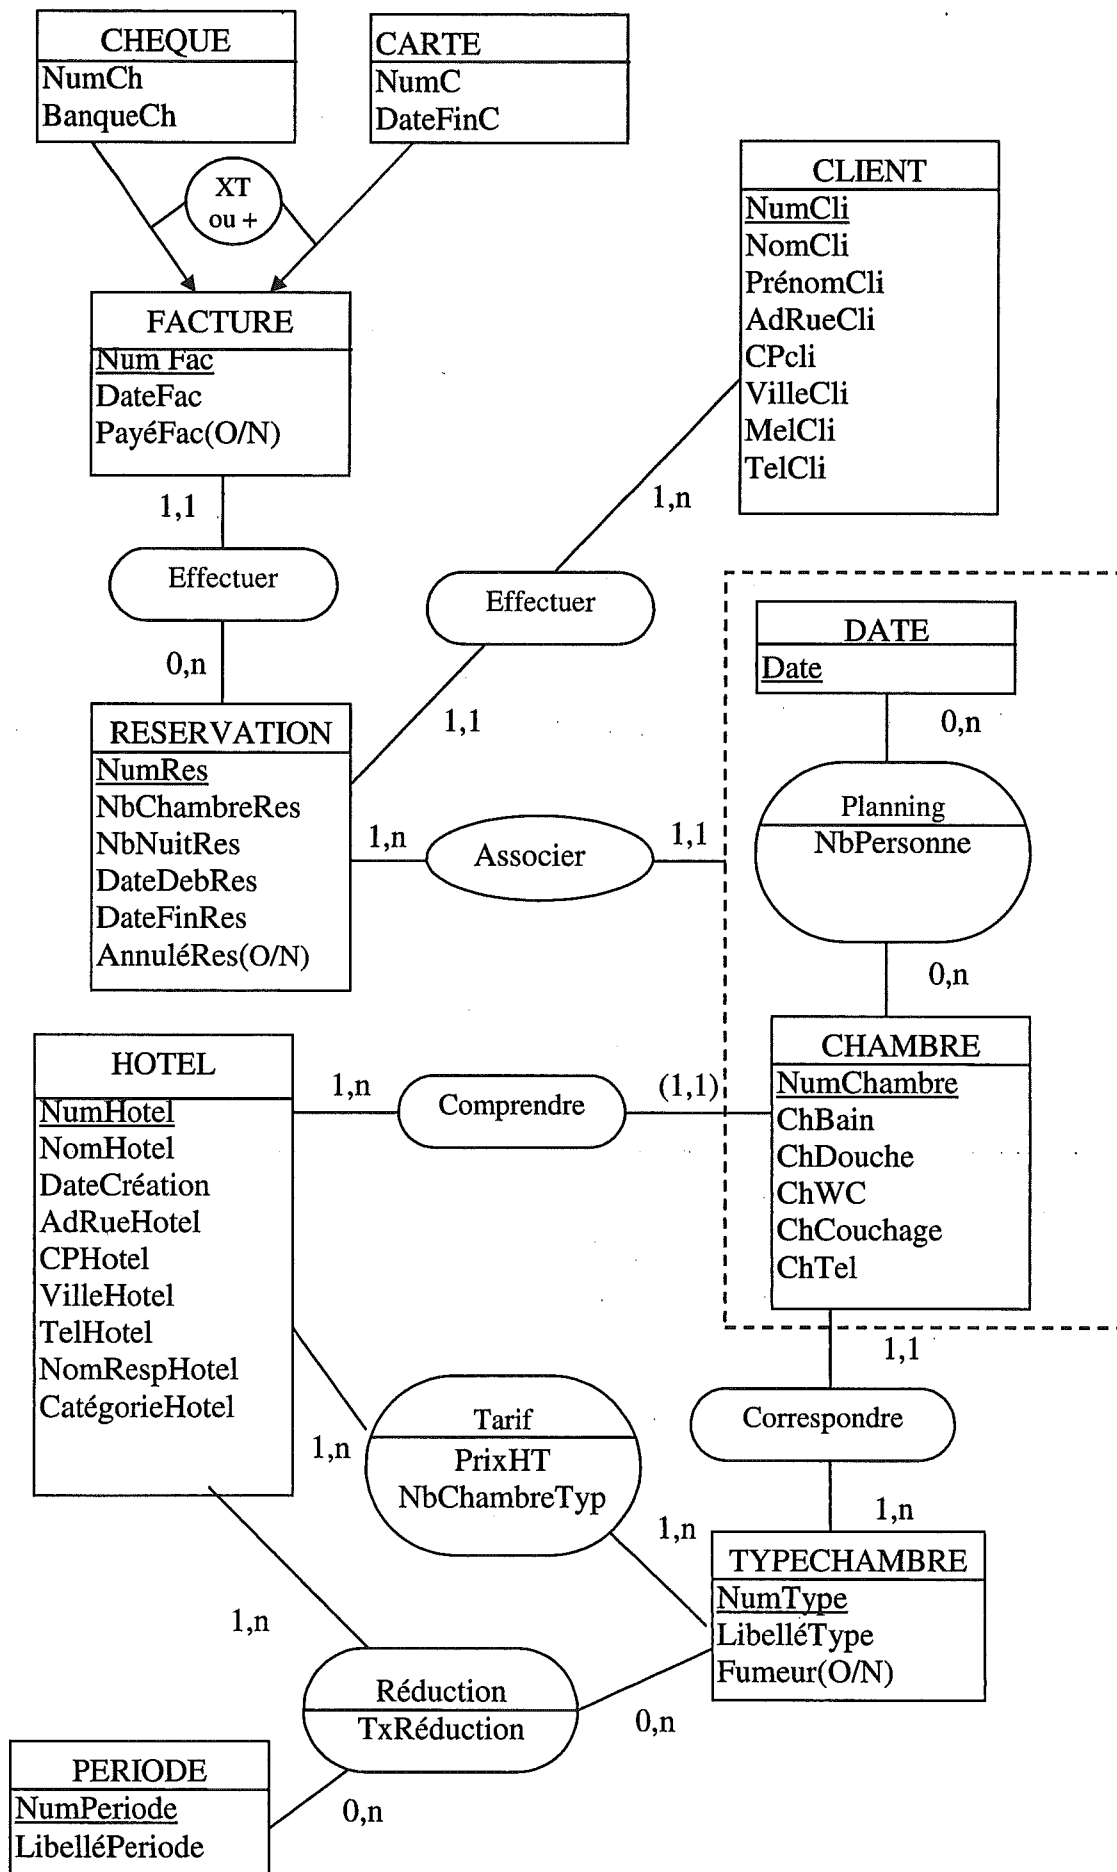 CHEQUE
NumCh
BanqueCh
CARTE
NumC
DateFinC
XT
ou +
CLIENT
NumCli
NomCli
PrénomCli
AdRueCli
CPcli
VilleCli
MelCli
TelCli
FACTURE
Num Fac
DateFac
PayéFac(O/N)
1,1
Effectuer
0,n
1,n
Effectuer
1,1
DATE
Date
0,n
Planning
NbPersonne
0,n
RESERVATION
NumRes
NbChambreRes
NbNuitRes
DateDebRes
DateFinRes
AnnuléRes(O/N)
1,n
Associer
1,1
HOTEL
NumHotel
NomHotel
DateCréation
AdRueHotel
CPHotel
VilleHotel
TelHotel
NomRespHotel
CatégorieHotel
1,n
Comprendre
(1,1)
CHAMBRE
NumChambre
ChBain
ChDouche
ChWC
ChCouchage
ChTel
1,1
Correspondre
1,n
1,n
Tarif
PrixHT
NbChambreTyp
1,n
TYPECHAMBRE
NumType
LibelléType
Fumeur(O/N)
1,n
Réduction
TxRéduction
0,n
PERIODE
NumPeriode
LibelléPeriode
0,n